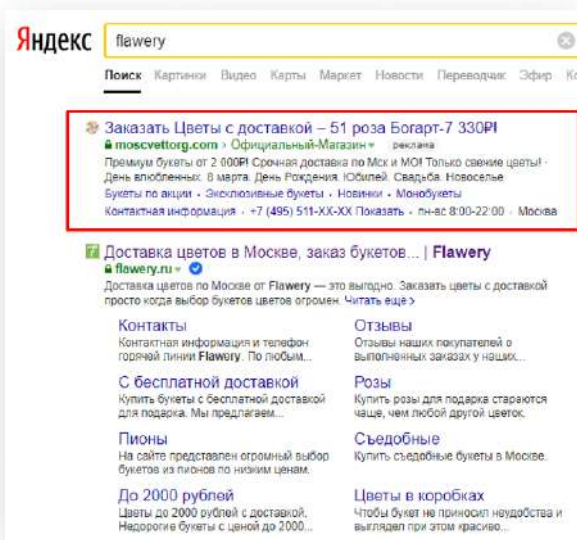 Яндекс
flawery
Поиск Картинки Видео Карты Маркет Новости Переводчик Эфир Ко
Заказать Цветы с доставкой – 51 роза Богарт-7 330₽!
moscvettorg.com › Официальный-Магазин реклама
Премиум букеты от 2 000₽! Срочная доставка по Мск и МО! Только свежие цветы! ·
День влюбленных. 8 марта. День Рождения. Юбилей. Свадьба. Новоселье
Букеты по акции · Эксклюзивные букеты · Новинки · Монобукеты
Контактная информация · +7 (495) 511-XX-XX Показать · пн-вс 8:00-22:00 · Москва
Доставка цветов в Москве, заказ букетов... | Flawery
flawery.ru
Доставка цветов по Москве от Flawery — это выгодно. Заказать цветы с доставкой
просто когда выбор букетов цветов огромен. Читать ещё >
Контакты
Контактная информация и телефон
горячей линии Flawery. По любым...
Отзывы
Отзывы наших покупателей о
выполненных заказах у наших...
С бесплатной доставкой
Купить букеты с бесплатной доставкой
для подарка. Мы предлагаем...
Розы
Купить розы для подарка стараются
чаще, чем любой другой цветок.
Пионы
На сайте представлен огромный выбор
букетов из пионов по низким ценам.
Съедобные
Купить съедобные букеты в Москве.
До 2000 рублей
Цветы до 2000 рублей с доставкой.
Недорогие букеты с ценой до 2000...
Цветы в коробках
Чтобы букет не приносил неудобства и
выглядел при этом красиво...